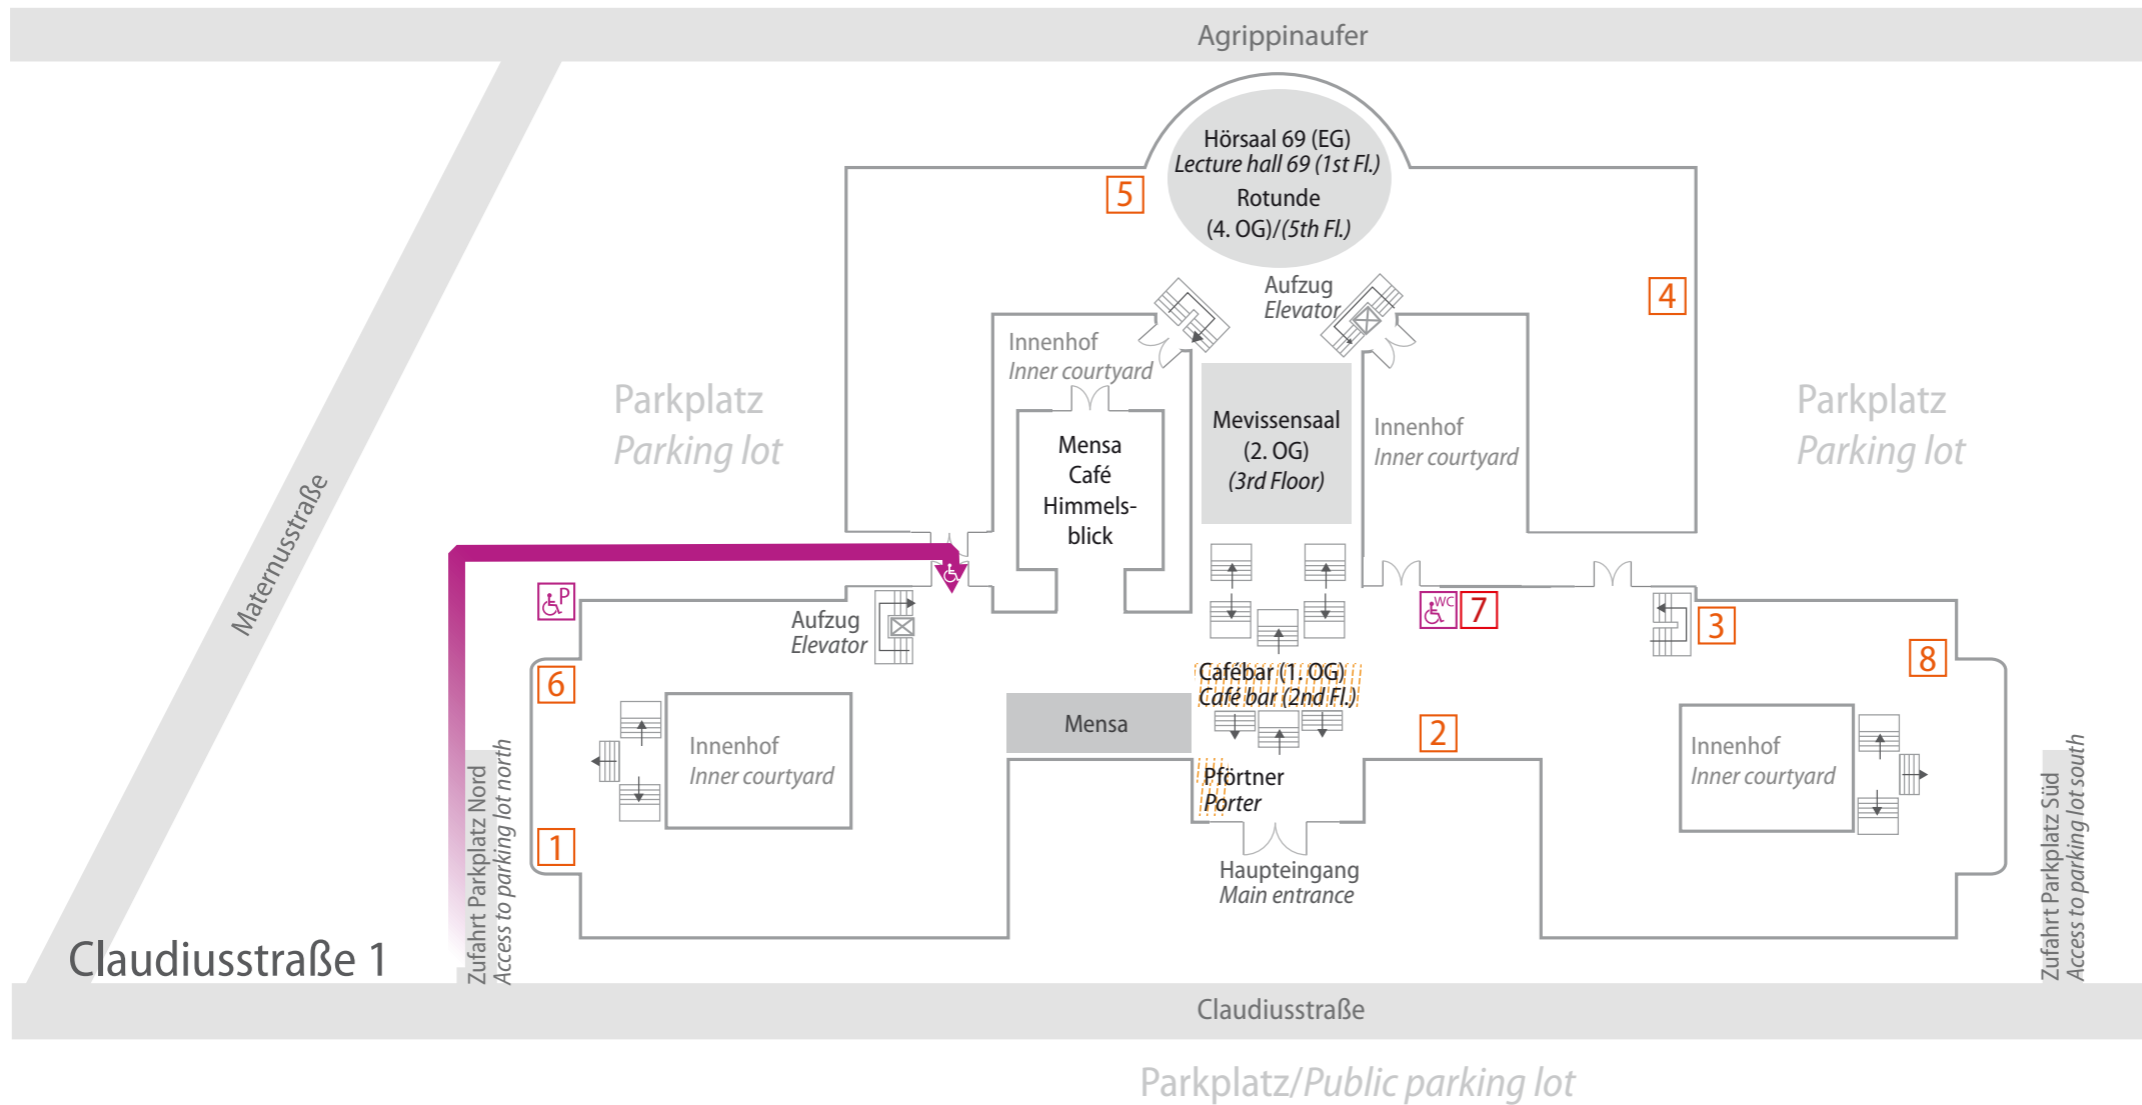 Agrippinaufer
Hörsaal 69 (EG)
Lecture hall 69 (1st Fl.)
Rotunde
(4. OG)/(5th Fl.)
5
Aufzug
Elevator
4
Innenhof
Inner courtyard
Parkplatz
Parking lot
Mensa
Café
Himmels-
blick
Mevissensaal
(2. OG)
(3rd Floor)
Innenhof
Inner courtyard
Parkplatz
Parking lot
Maternusstraße
P
Aufzug
Elevator
WC
7
3
6
Cafébar (1. OG)
Café bar (2nd Fl.)
8
Mensa
2
Innenhof
Inner courtyard
Innenhof
Inner courtyard
Pförtner
Porter
1
Haupteingang
Main entrance
Zufahrt Parkplatz Nord
Access to parking lot north
Zufahrt Parkplatz Süd
Access to parking lot south
Claudiusstraße 1
Claudiusstraße
Parkplatz/Public parking lot